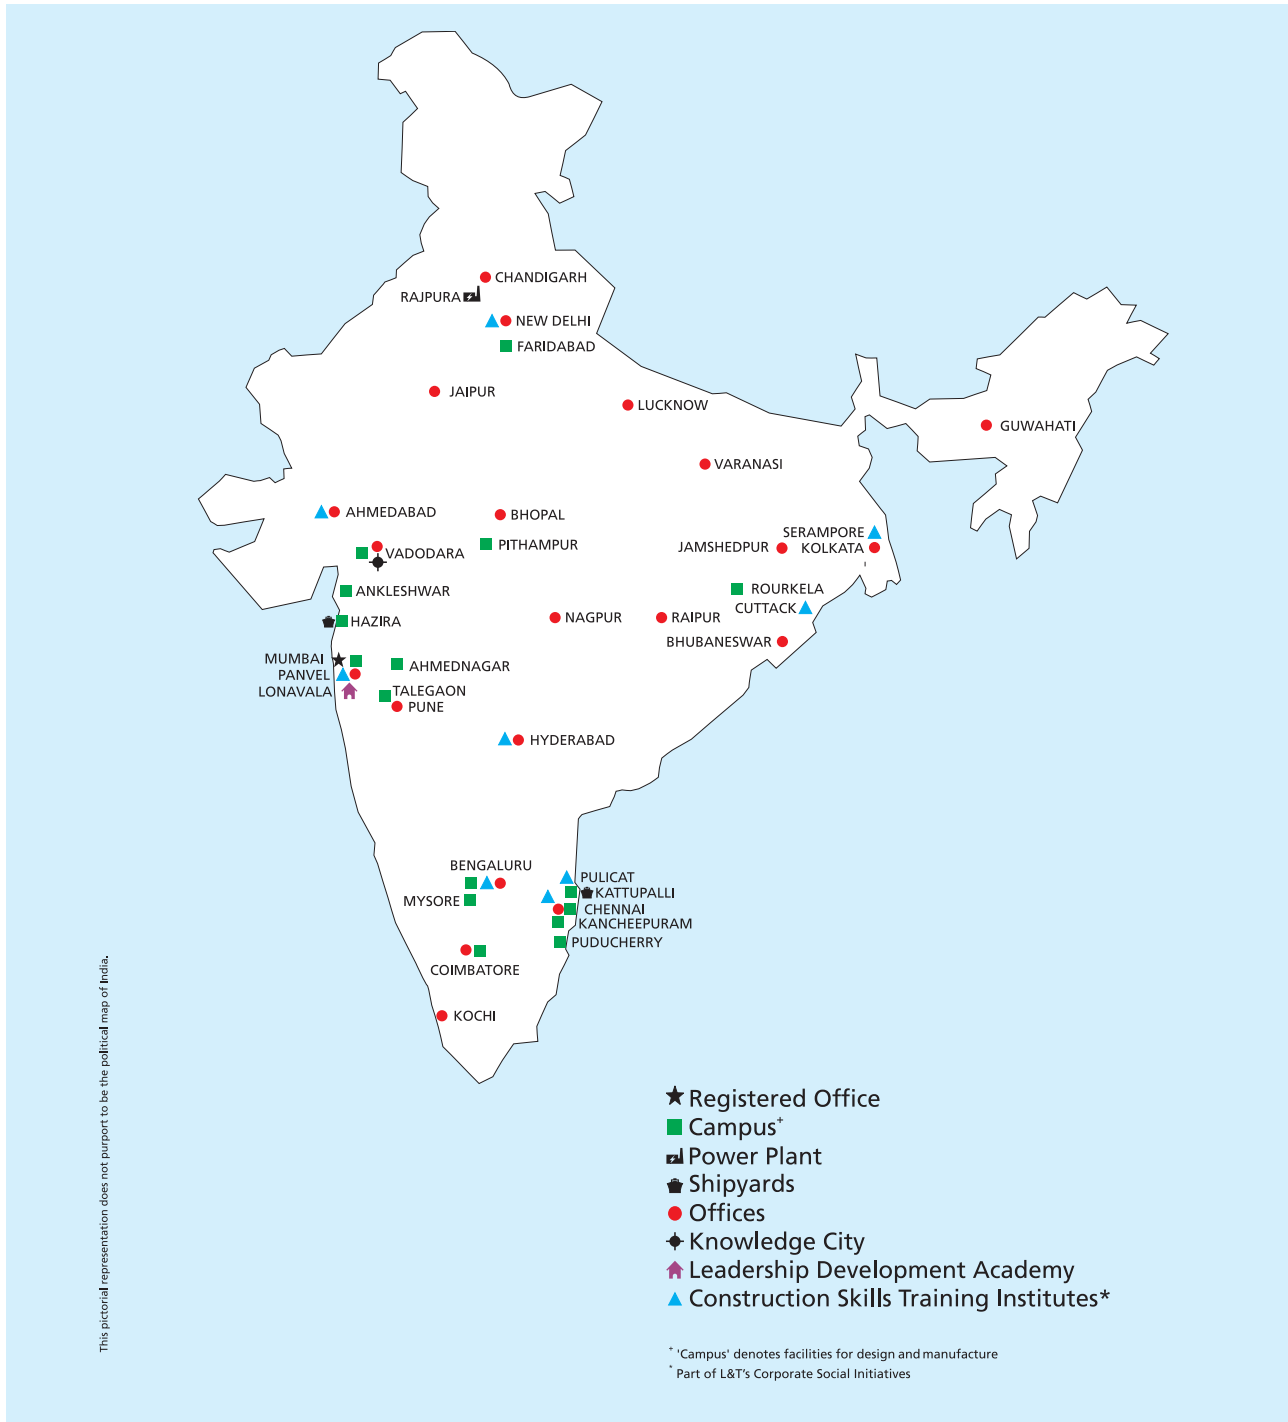 CHANDIGARH
RAJPURA
NEW DELHI
FARIDABAD
JAIPUR
LUCKNOW
GUWAHATI
VARANASI
AHMEDABAD
BHOPAL
SERAMPORE
PITHAMPUR
JAMSHEDPUR
KOLKATA
VADODARA
ANKLESHWAR
ROURKELA
CUTTACK
HAZIRA
NAGPUR
RAIPUR
BHUBANESWAR
MUMBAI
AHMEDNAGAR
PANVEL
LONAVALA
TALEGAON
PUNE
HYDERABAD
BENGALURU
PULICAT
KATTUPALLI
MYSORE
CHENNAI
KANCHEEPURAM
PUDUCHERRY
COIMBATORE
KOCHI
This pictorial representation does not purport to be the political map of India.
Registered Office
Campus+
Power Plant
Shipyards
Offices
Knowledge City
Leadership Development Academy
Construction Skills Training Institutes*
+ 'Campus' denotes facilities for design and manufacture
* Part of L&T's Corporate Social Initiatives